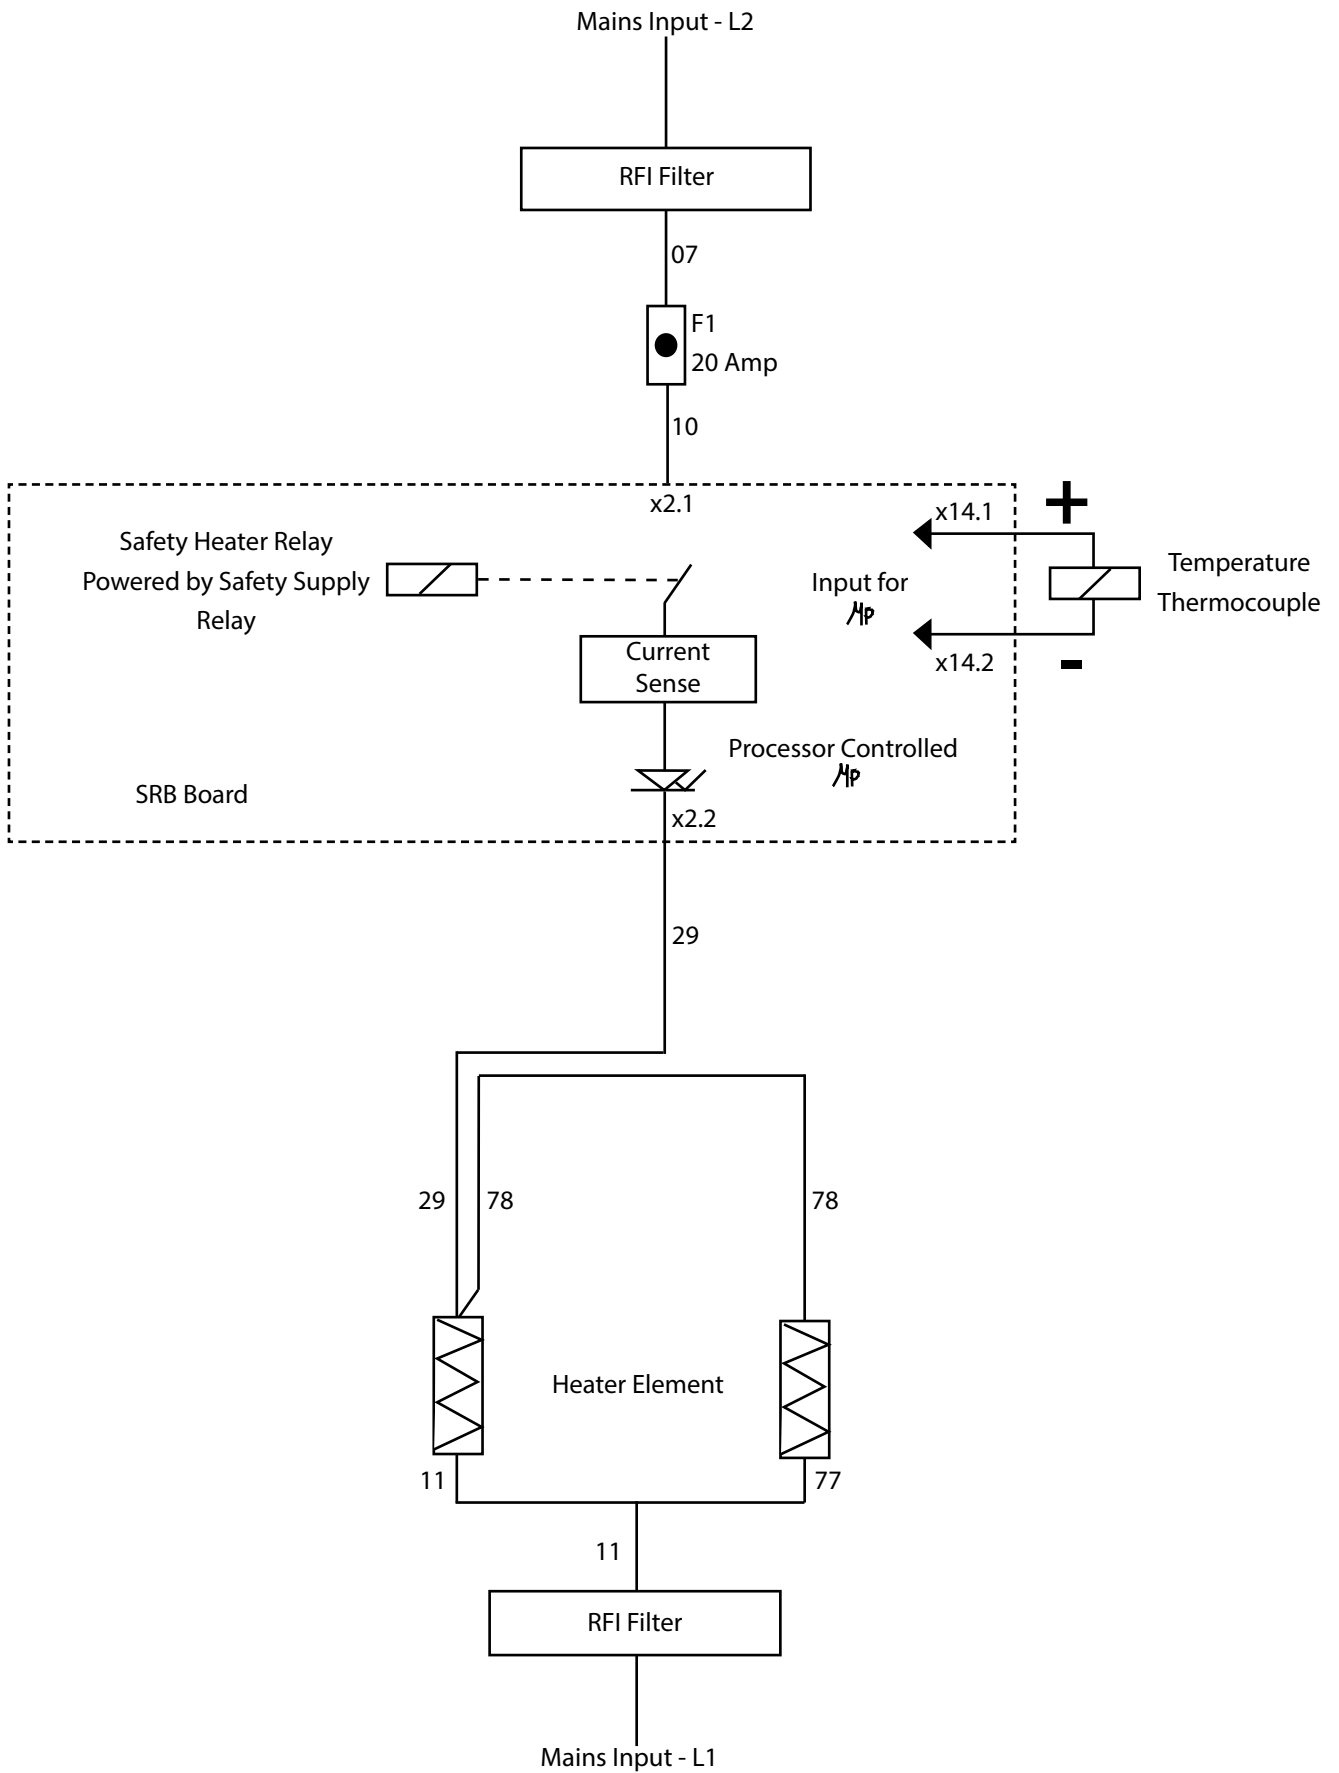 Mains Input - L2
RFI Filter
07
F1
20 Amp
10
x2.1
x14.1
+
Safety Heater Relay
Powered by Safety Supply
Relay
Input for
μp
Temperature
Thermocouple
x14.2
-
Current
Sense
Processor Controlled
μp
SRB Board
x2.2
29
29
78
78
Heater Element
11
77
11
RFI Filter
Mains Input - L1